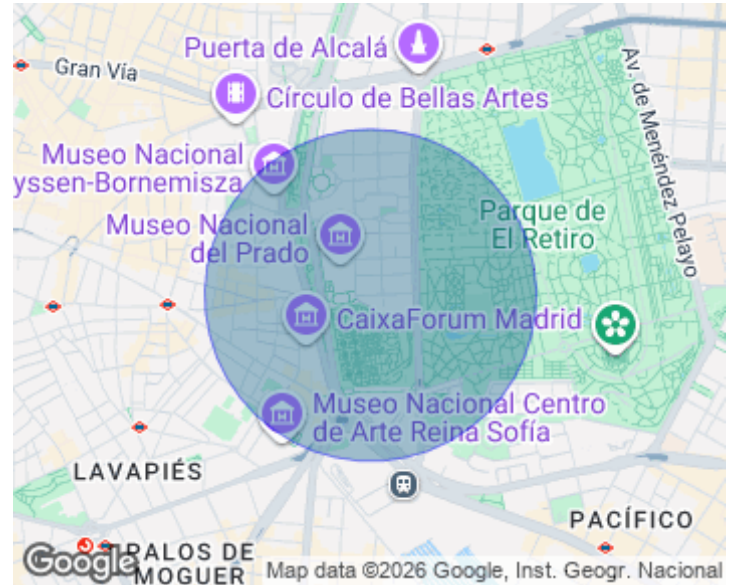 Puerta de Alcalá
Gran Vía
Círculo de Bellas Artes
Av. de Menéndez Pelayo
Museo Nacional
yssen-Bornemisza
Museo Nacional
del Prado
Parque de
El Retiro
CaixaForum Madrid
Museo Nacional Centro
de Arte Reina Sofía
LAVAPIÉS
PACÍFICO
RALOS DE
MOGUER
Google
Map data ©2026 Google, Inst. Geogr. Nacional